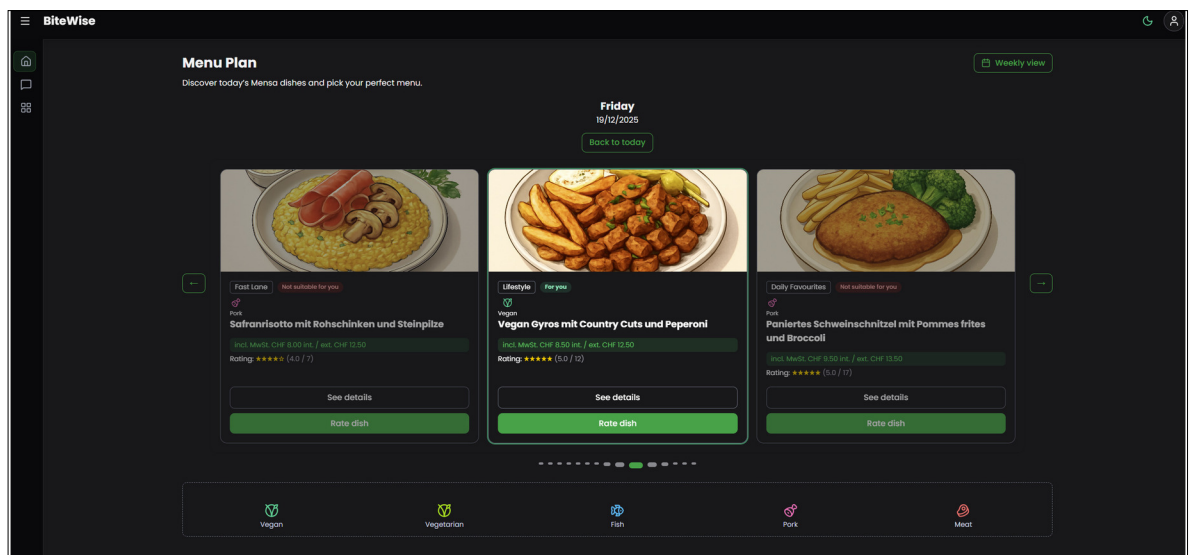 BiteWise
Menu Plan
Weekly view
Discover today's Mensa dishes and pick your perfect menu.
Friday
19/12/2025
Back to today
Fast Lane Not suitable for you
Pork
Safranrisotto mit Rohschinken und Steinpilze
incl. MwSt. CHF 8.00 int. / ext. CHF 12.50
Rating: ★★★★☆ (4.0 / 7)
See details
Rate dish
Lifestyle For you
Vegan
Vegan Gyros mit Country Cuts und Peperoni
incl. MwSt. CHF 8.50 int. / ext. CHF 12.50
Rating: ★★★★★ (5.0 / 12)
See details
Rate dish
Daily Favourites Not suitable for you
Pork
Paniertes Schweinschnitzel mit Pommes frites
und Broccoli
incl. MwSt. CHF 9.50 int. / ext. CHF 13.50
Rating: ★★★★★ (5.0 / 17)
See details
Rate dish
Vegan
Vegetarian
Fish
Pork
Meat